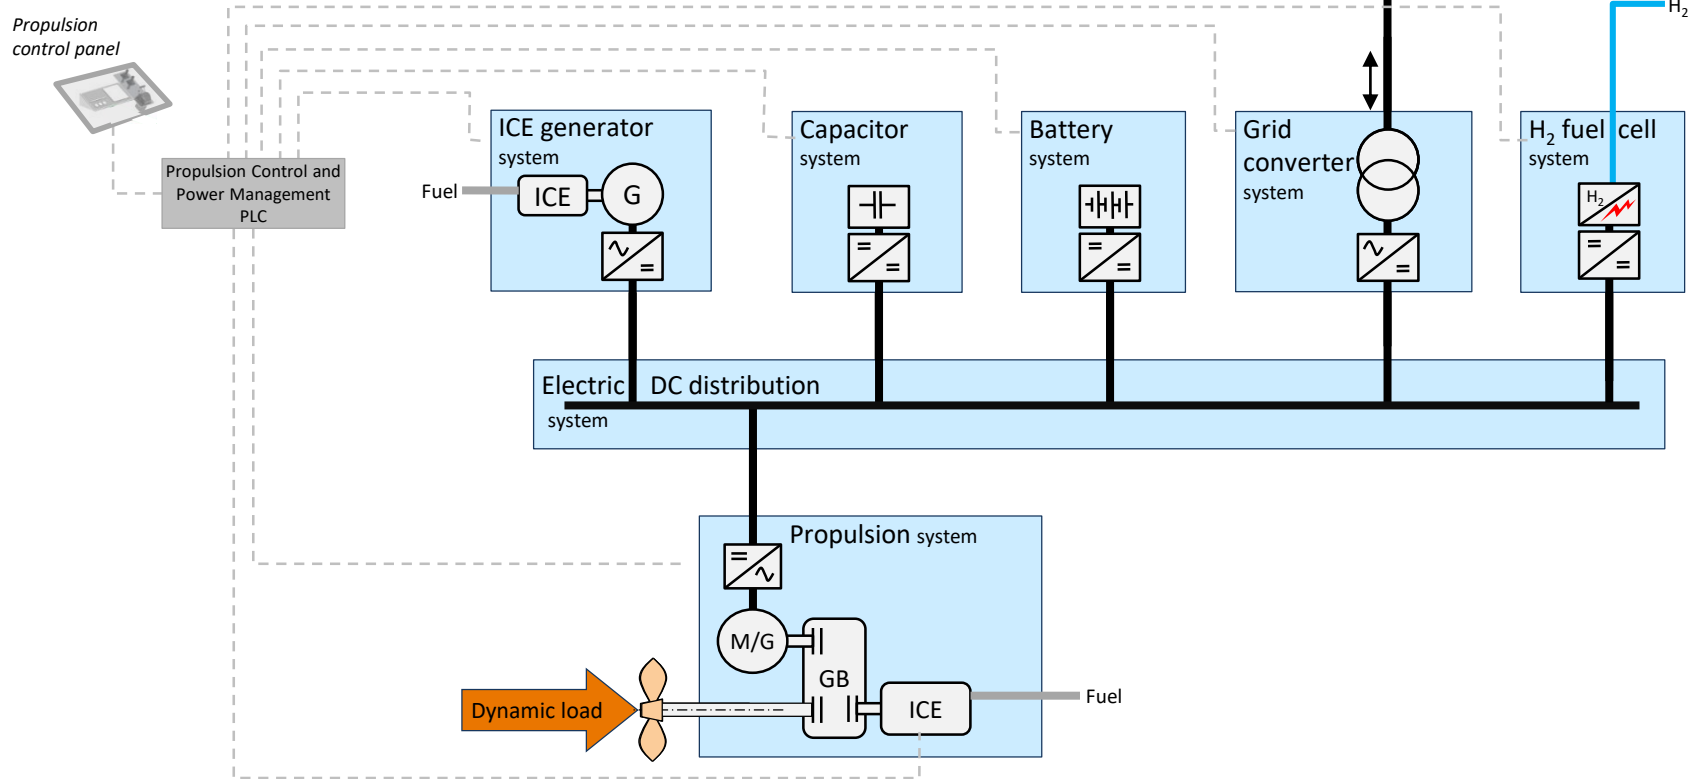 Propulsion
control panel
H2
ICE generator
system
Capacitor
system
Battery
system
Grid
converter
system
H2 fuel cell
system
Propulsion Control and
Power Management
PLC
Fuel
ICE
G
H2
Electric DC distribution
system
Propulsion system
M/G
GB
Dynamic load
ICE
Fuel